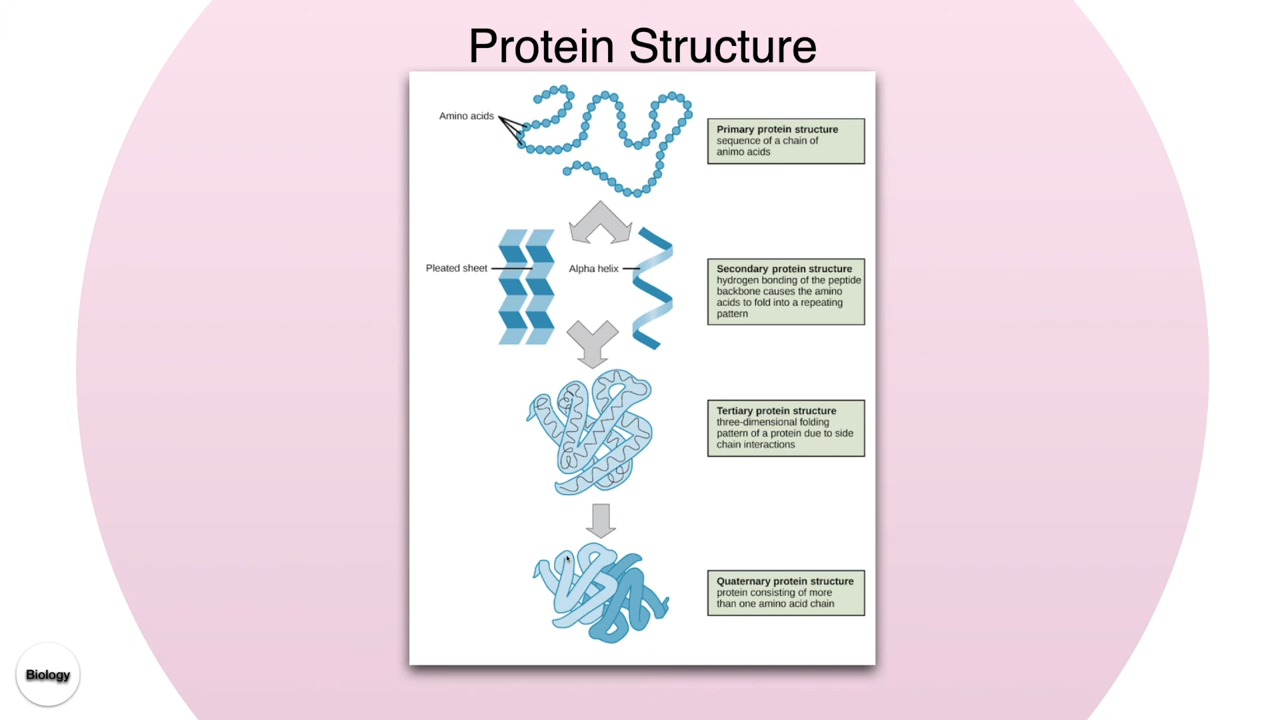 Protein Structure
Amino acids
Primary protein structure
sequence of a chain of
animo acids
Pleated sheet
Alpha helix
Secondary protein structure
hydrogen bonding of the peptide
backbone causes the amino
acids to fold into a repeating
pattern
Tertiary protein structure
three-dimensional folding
pattern of a protein due to side
chain interactions
Quaternary protein structure
protein consisting of more
than one amino acid chain
Biology